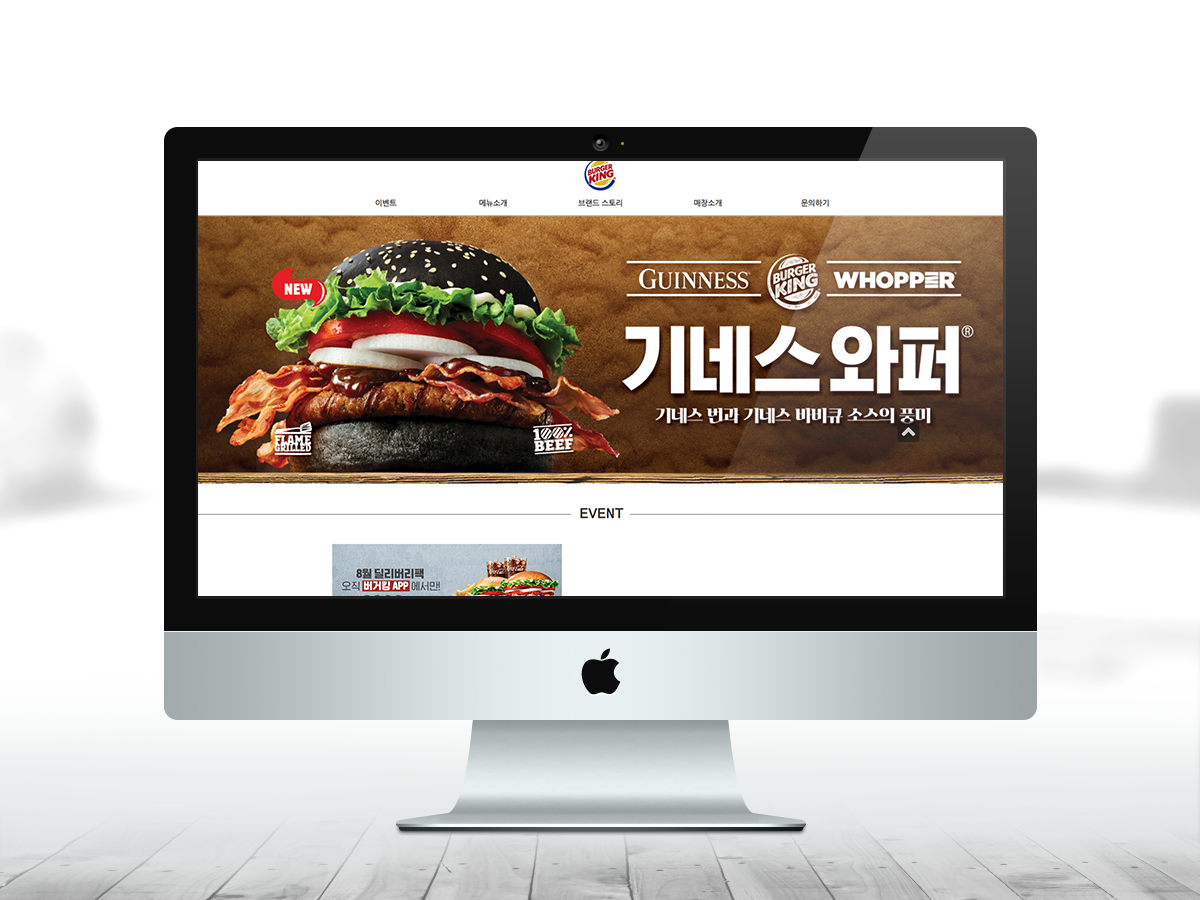 BURGER KING
이벤트 메뉴소개 브랜드 스토리 매장소개 문의하기
NEW
GUINNESS BURGER KING WHOPPER
기네스 와퍼®
기네스 번과 기네스 바비큐 소스의 풍미
FLAME GRILLED
100% BEEF
EVENT
8월 딜리버리팩
오직 버거킹 APP 에서만!